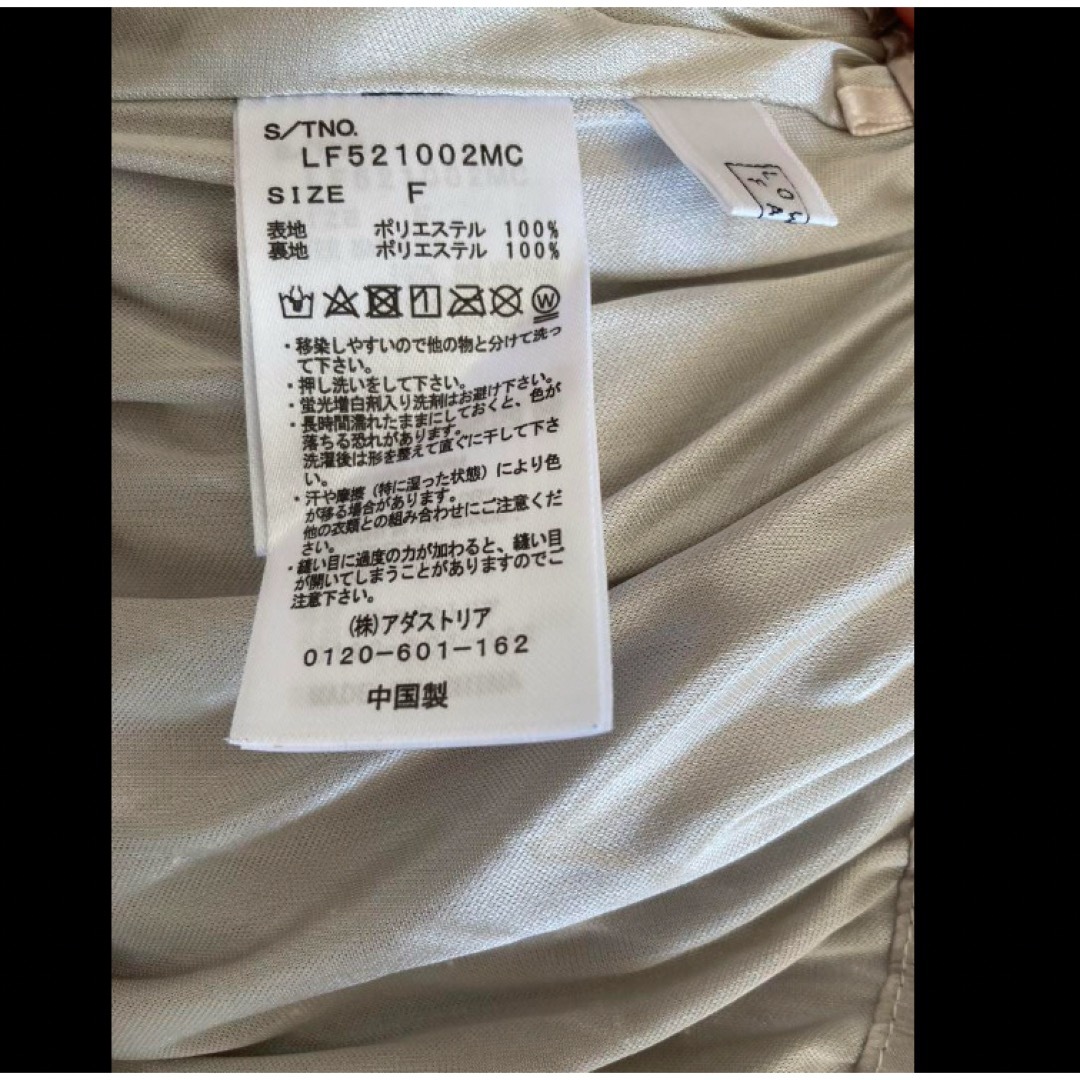 S/TNO.
LF521002MC
SIZE F
表地 ポリエステル 100%
裏地 ポリエステル 100%
W
・移染しやすいので他の物と分けて洗っ
て下さい。
・押し洗いをして下さい。
・蛍光増白剤入り洗剤はお避け下さい。
・長時間濡れたままにしておくと、色が
落ちる恐れがあります。
洗濯後は形を整えて直ぐに干して下さ
い。
・汗や摩擦（特に湿った状態）により色
が移る場合があります。
他の衣類との組み合わせにご注意くだ
さい。
・縫い目に過度の力が加わると、縫い目
が開いてしまうことがありますのでご
注意下さい。
(株)アダストリア
0120-601-162
中国製